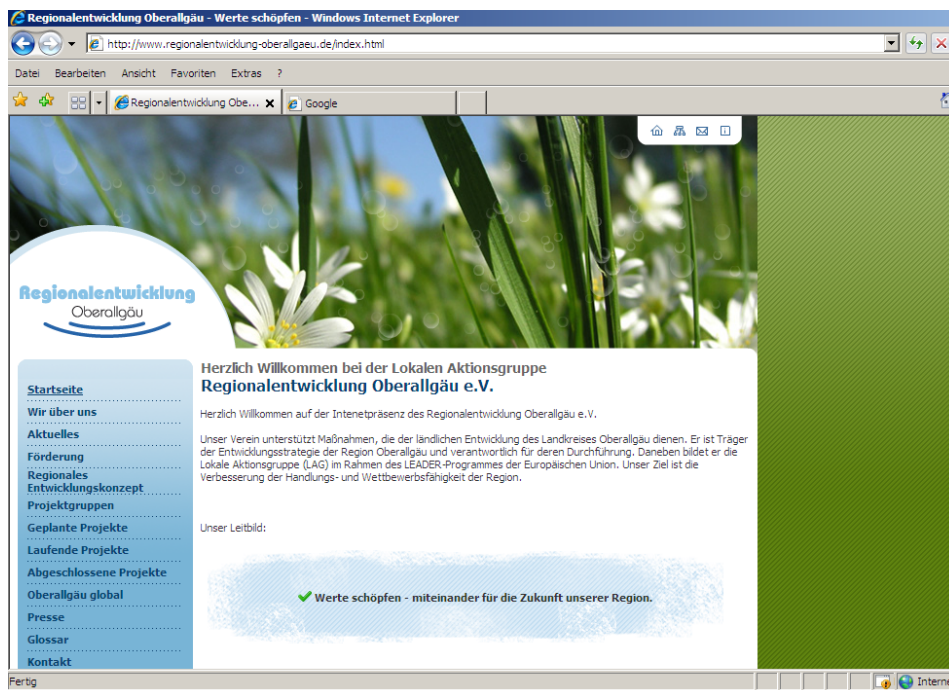 Regionalentwicklung Oberallgäu - Werte schöpfen - Windows Internet Explorer
http://www.regionalentwicklung-oberallgaeu.de/index.html
Datei Bearbeiten Ansicht Favoriten Extras ?
Regionalentwicklung Obe... Google
Regionalentwicklung
Oberallgäu
Startseite
Wir über uns
Aktuelles
Förderung
Regionales
Entwicklungskonzept
Projektgruppen
Geplante Projekte
Laufende Projekte
Abgeschlossene Projekte
Oberallgäu global
Presse
Glossar
Kontakt
Herzlich Willkommen bei der Lokalen Aktionsgruppe
Regionalentwicklung Oberallgäu e.V.
Herzlich Willkommen auf der Intenetpräsenz des Regionalentwicklung Oberallgäu e.V.
Unser Verein unterstützt Maßnahmen, die der ländlichen Entwicklung des Landkreises Oberallgäu dienen. Er ist Träger
der Entwicklungsstrategie der Region Oberallgäu und verantwortlich für deren Durchführung. Daneben bildet er die
Lokale Aktionsgruppe (LAG) im Rahmen des LEADER-Programmes der Europäischen Union. Unser Ziel ist die
Verbesserung der Handlungs- und Wettbewerbsfähigkeit der Region.
Unser Leitbild:
Werte schöpfen - miteinander für die Zukunft unserer Region.
Fertig
Interne